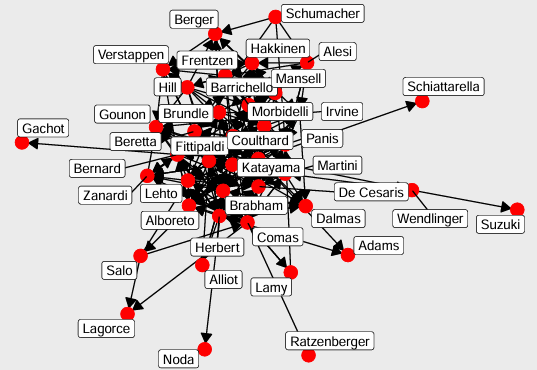 Schumacher
Berger
Hakkinen
Alesi
Verstappen
Frentzen
Mansell
Hill
Barrichello
Schiattarella
Gounon
Brundle
Morbidelli
Irvine
Gachot
Beretta
Fittipaldi
Coulthard
Panis
Bernard
Katayama
Martini
Zanardi
Lehto
De Cesaris
Brabham
Alboreto
Dalmas
Wendlinger
Suzuki
Herbert
Comas
Adams
Salo
Alliot
Lamy
Lagorce
Ratzenberger
Noda